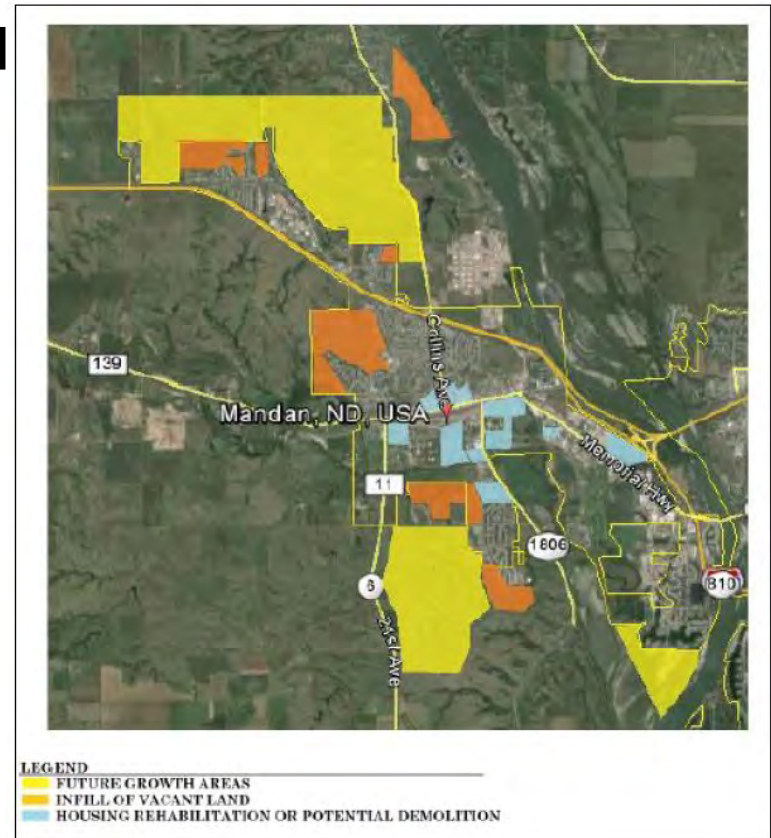 139
Collins Ave
Mandan, ND, USA
Memorial Hwy
11
1806
6
810
21st Ave
LEGEND
FUTURE GROWTH AREAS
INFILL OF VACANT LAND
HOUSING REHABILITATION OR POTENTIAL DEMOLITION